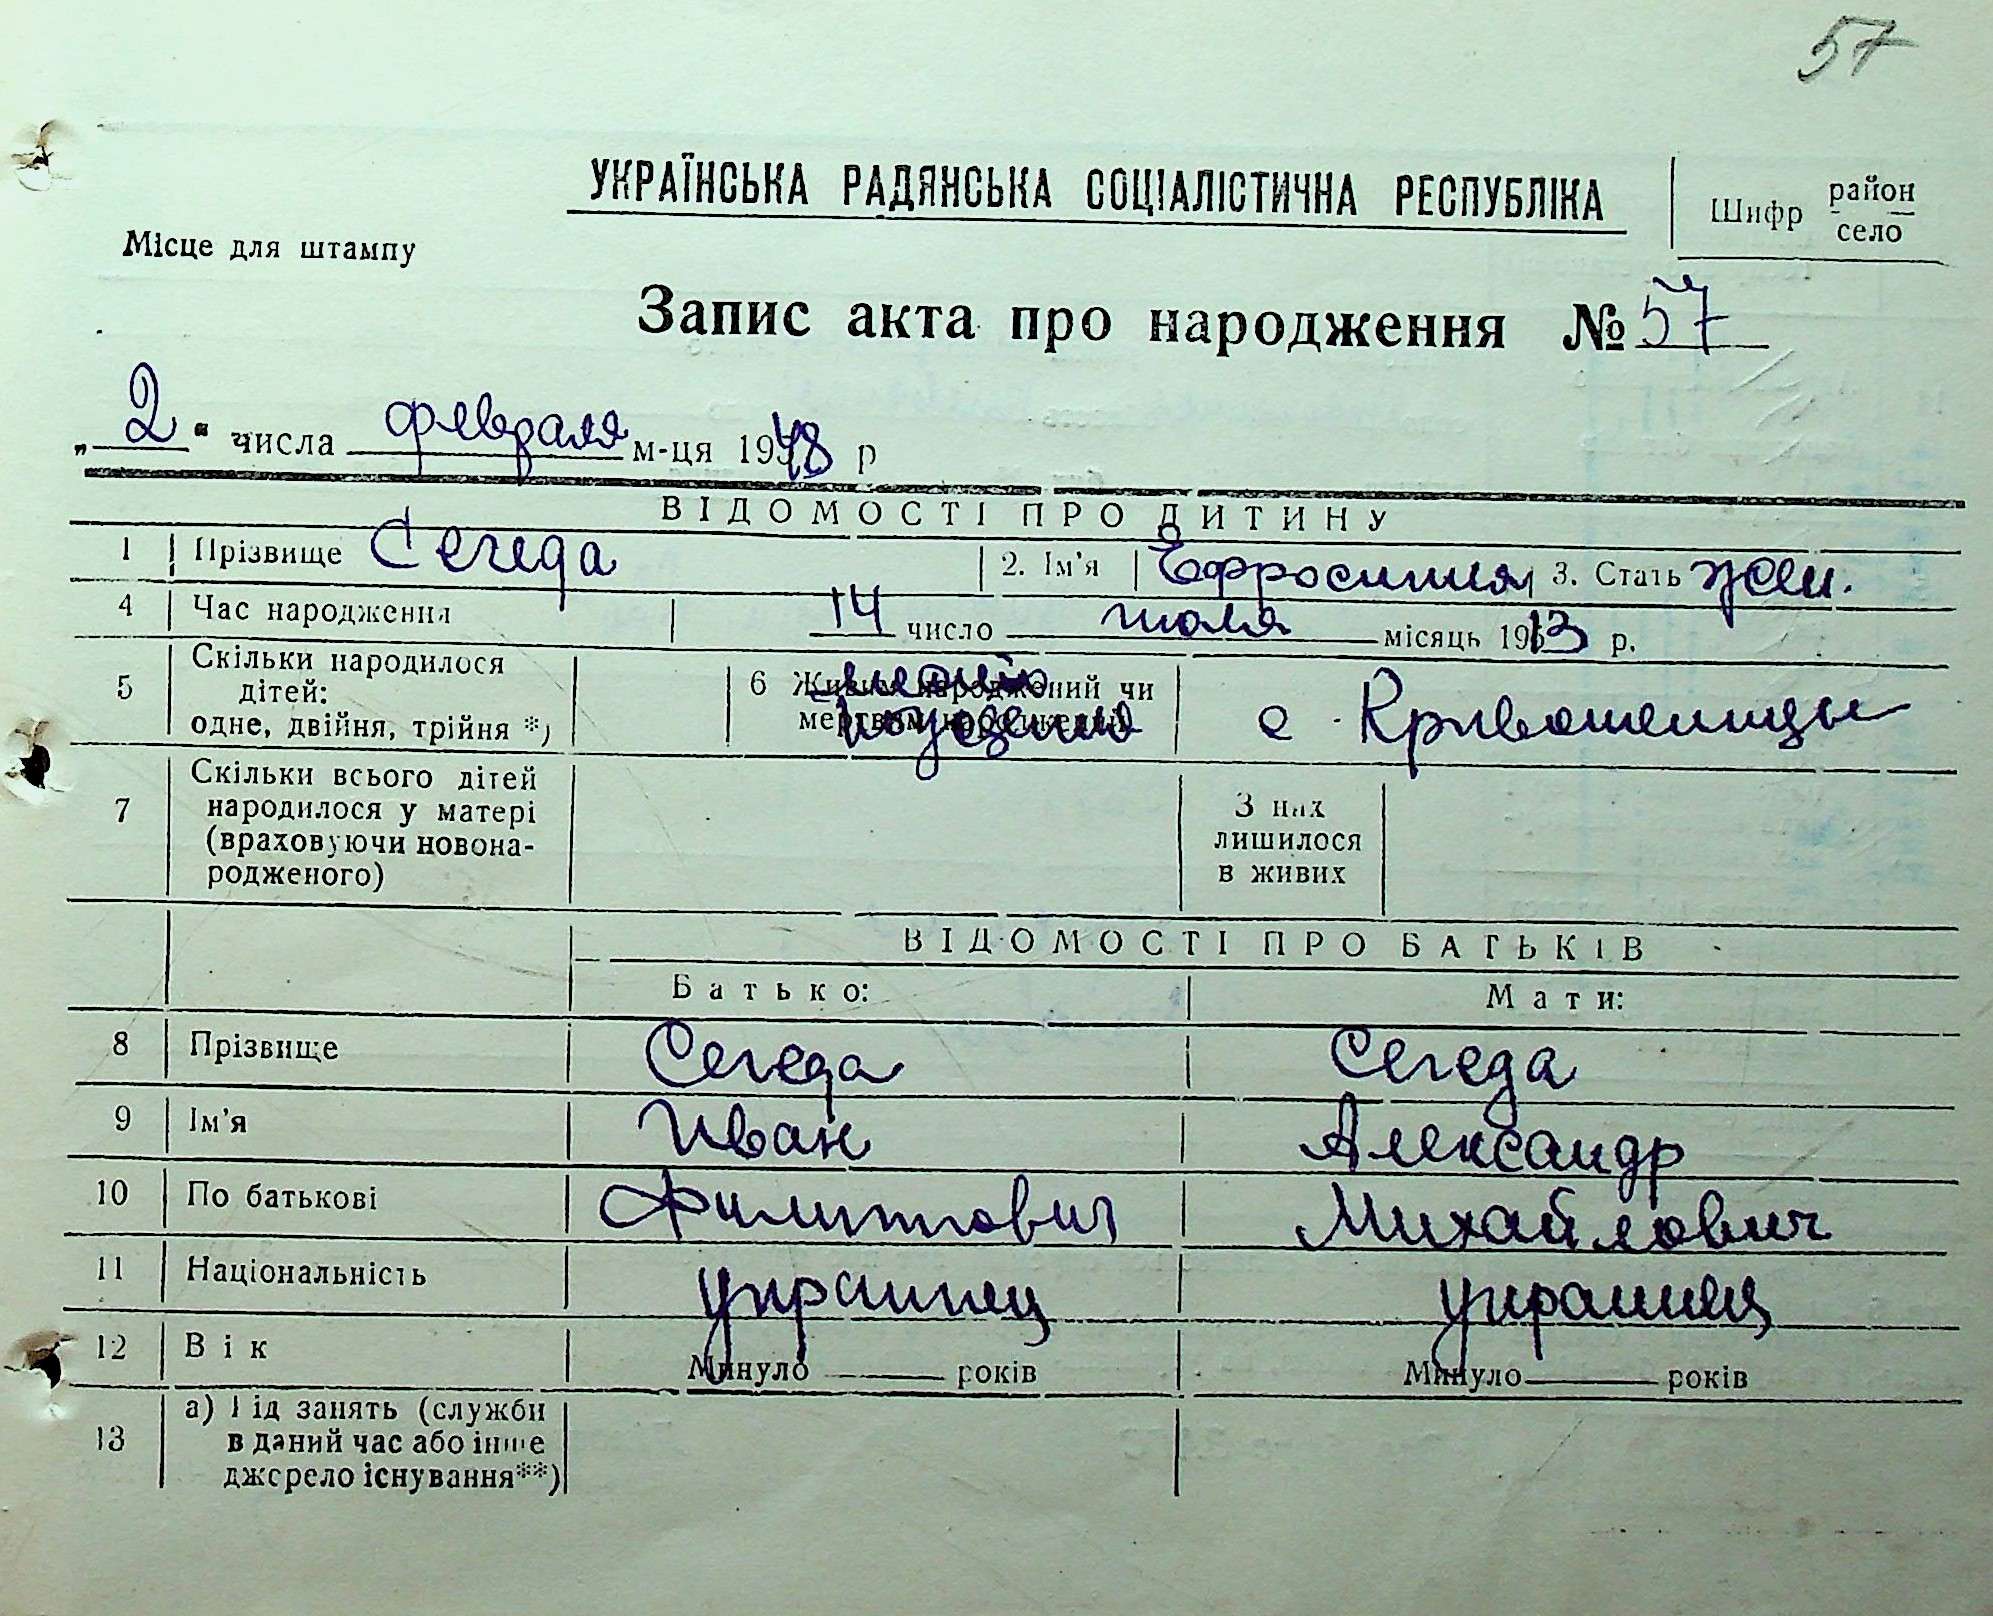 57
УКРАЇНСЬКА РАДЯНСЬКА СОЦІАЛІСТИЧНА РЕСПУБЛІКА
Шифр район село
Місце для штампу
Запис акта про народження № 57
„2" числа февраля м-ця 1948 р
ВІДОМОСТІ ПРО ДИТИНУ
1 Прізвище Сегеда 2. Ім'я Ефросиния 3. Стать жен.
4 Час народження 14 число июля місяць 1913 р.
5 Скільки народилося дітей: одне, двійня, трійня *) 6 Живим народжений чи мертвим народжений место рождения с Кривошеинцы
7 Скільки всього дітей народилося у матері (враховуючи новонародженого) З них лишилося в живих
ВІДОМОСТІ ПРО БАТЬКІВ
Батько: Мати:
8 Прізвище Сегеда Сегеда
9 Ім'я Иван Александр
10 По батькові Филиппович Михайлович
11 Національність украинец украинец
12 Вік Минуло років Минуло років
13 а) Рід занять (служби в даний час або інше джерело існування**)